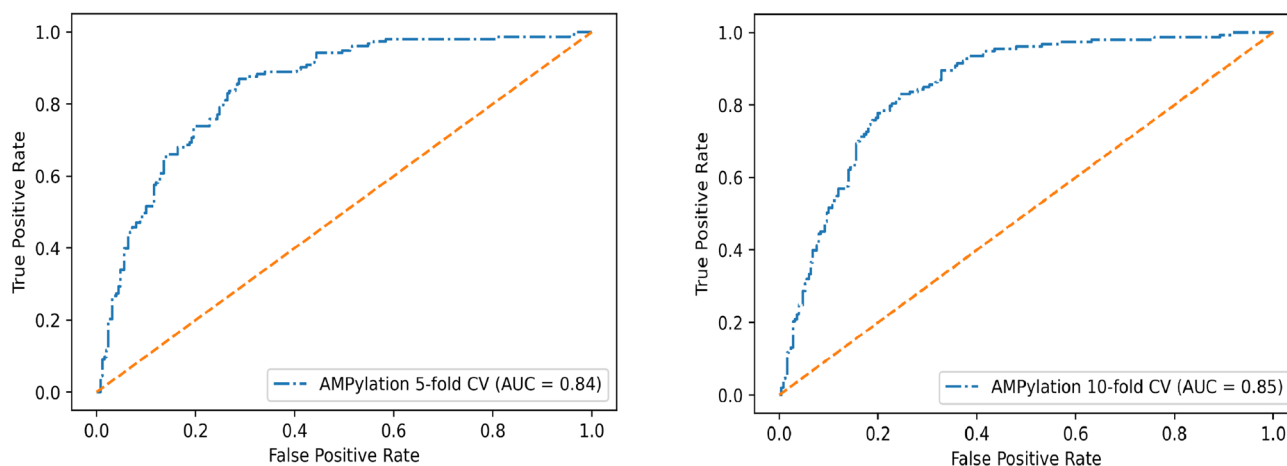 1.0
0.8
0.6
0.4
0.2
0.0
True Positive Rate
AMPylation 5-fold CV (AUC = 0.84)
0.0 0.2 0.4 0.6 0.8 1.0
False Positive Rate
1.0
0.8
0.6
0.4
0.2
0.0
True Positive Rate
AMPylation 10-fold CV (AUC = 0.85)
0.0 0.2 0.4 0.6 0.8 1.0
False Positive Rate